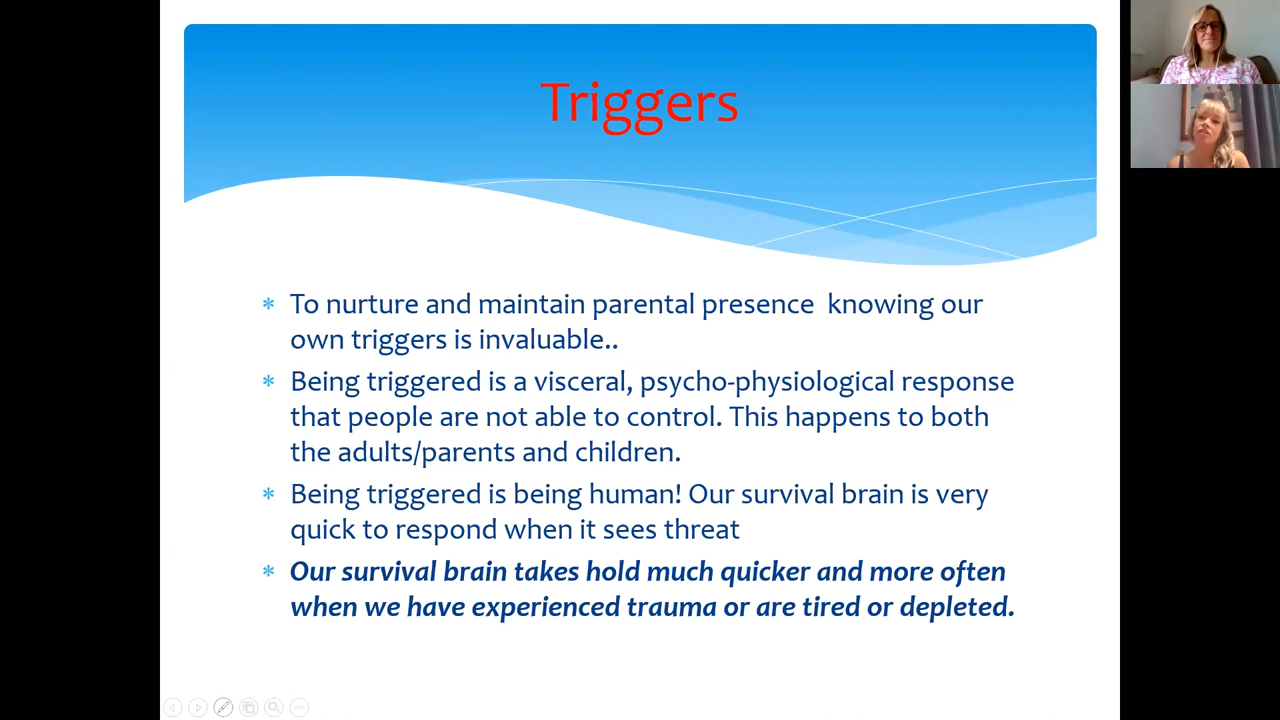 Triggers
To nurture and maintain parental presence  knowing our
own triggers is invaluable..
Being triggered is a visceral, psycho-physiological response
that people are not able to control. This happens to both
the adults/parents and children.
Being triggered is being human! Our survival brain is very
quick to respond when it sees threat
Our survival brain takes hold much quicker and more often
when we have experienced trauma or are tired or depleted.